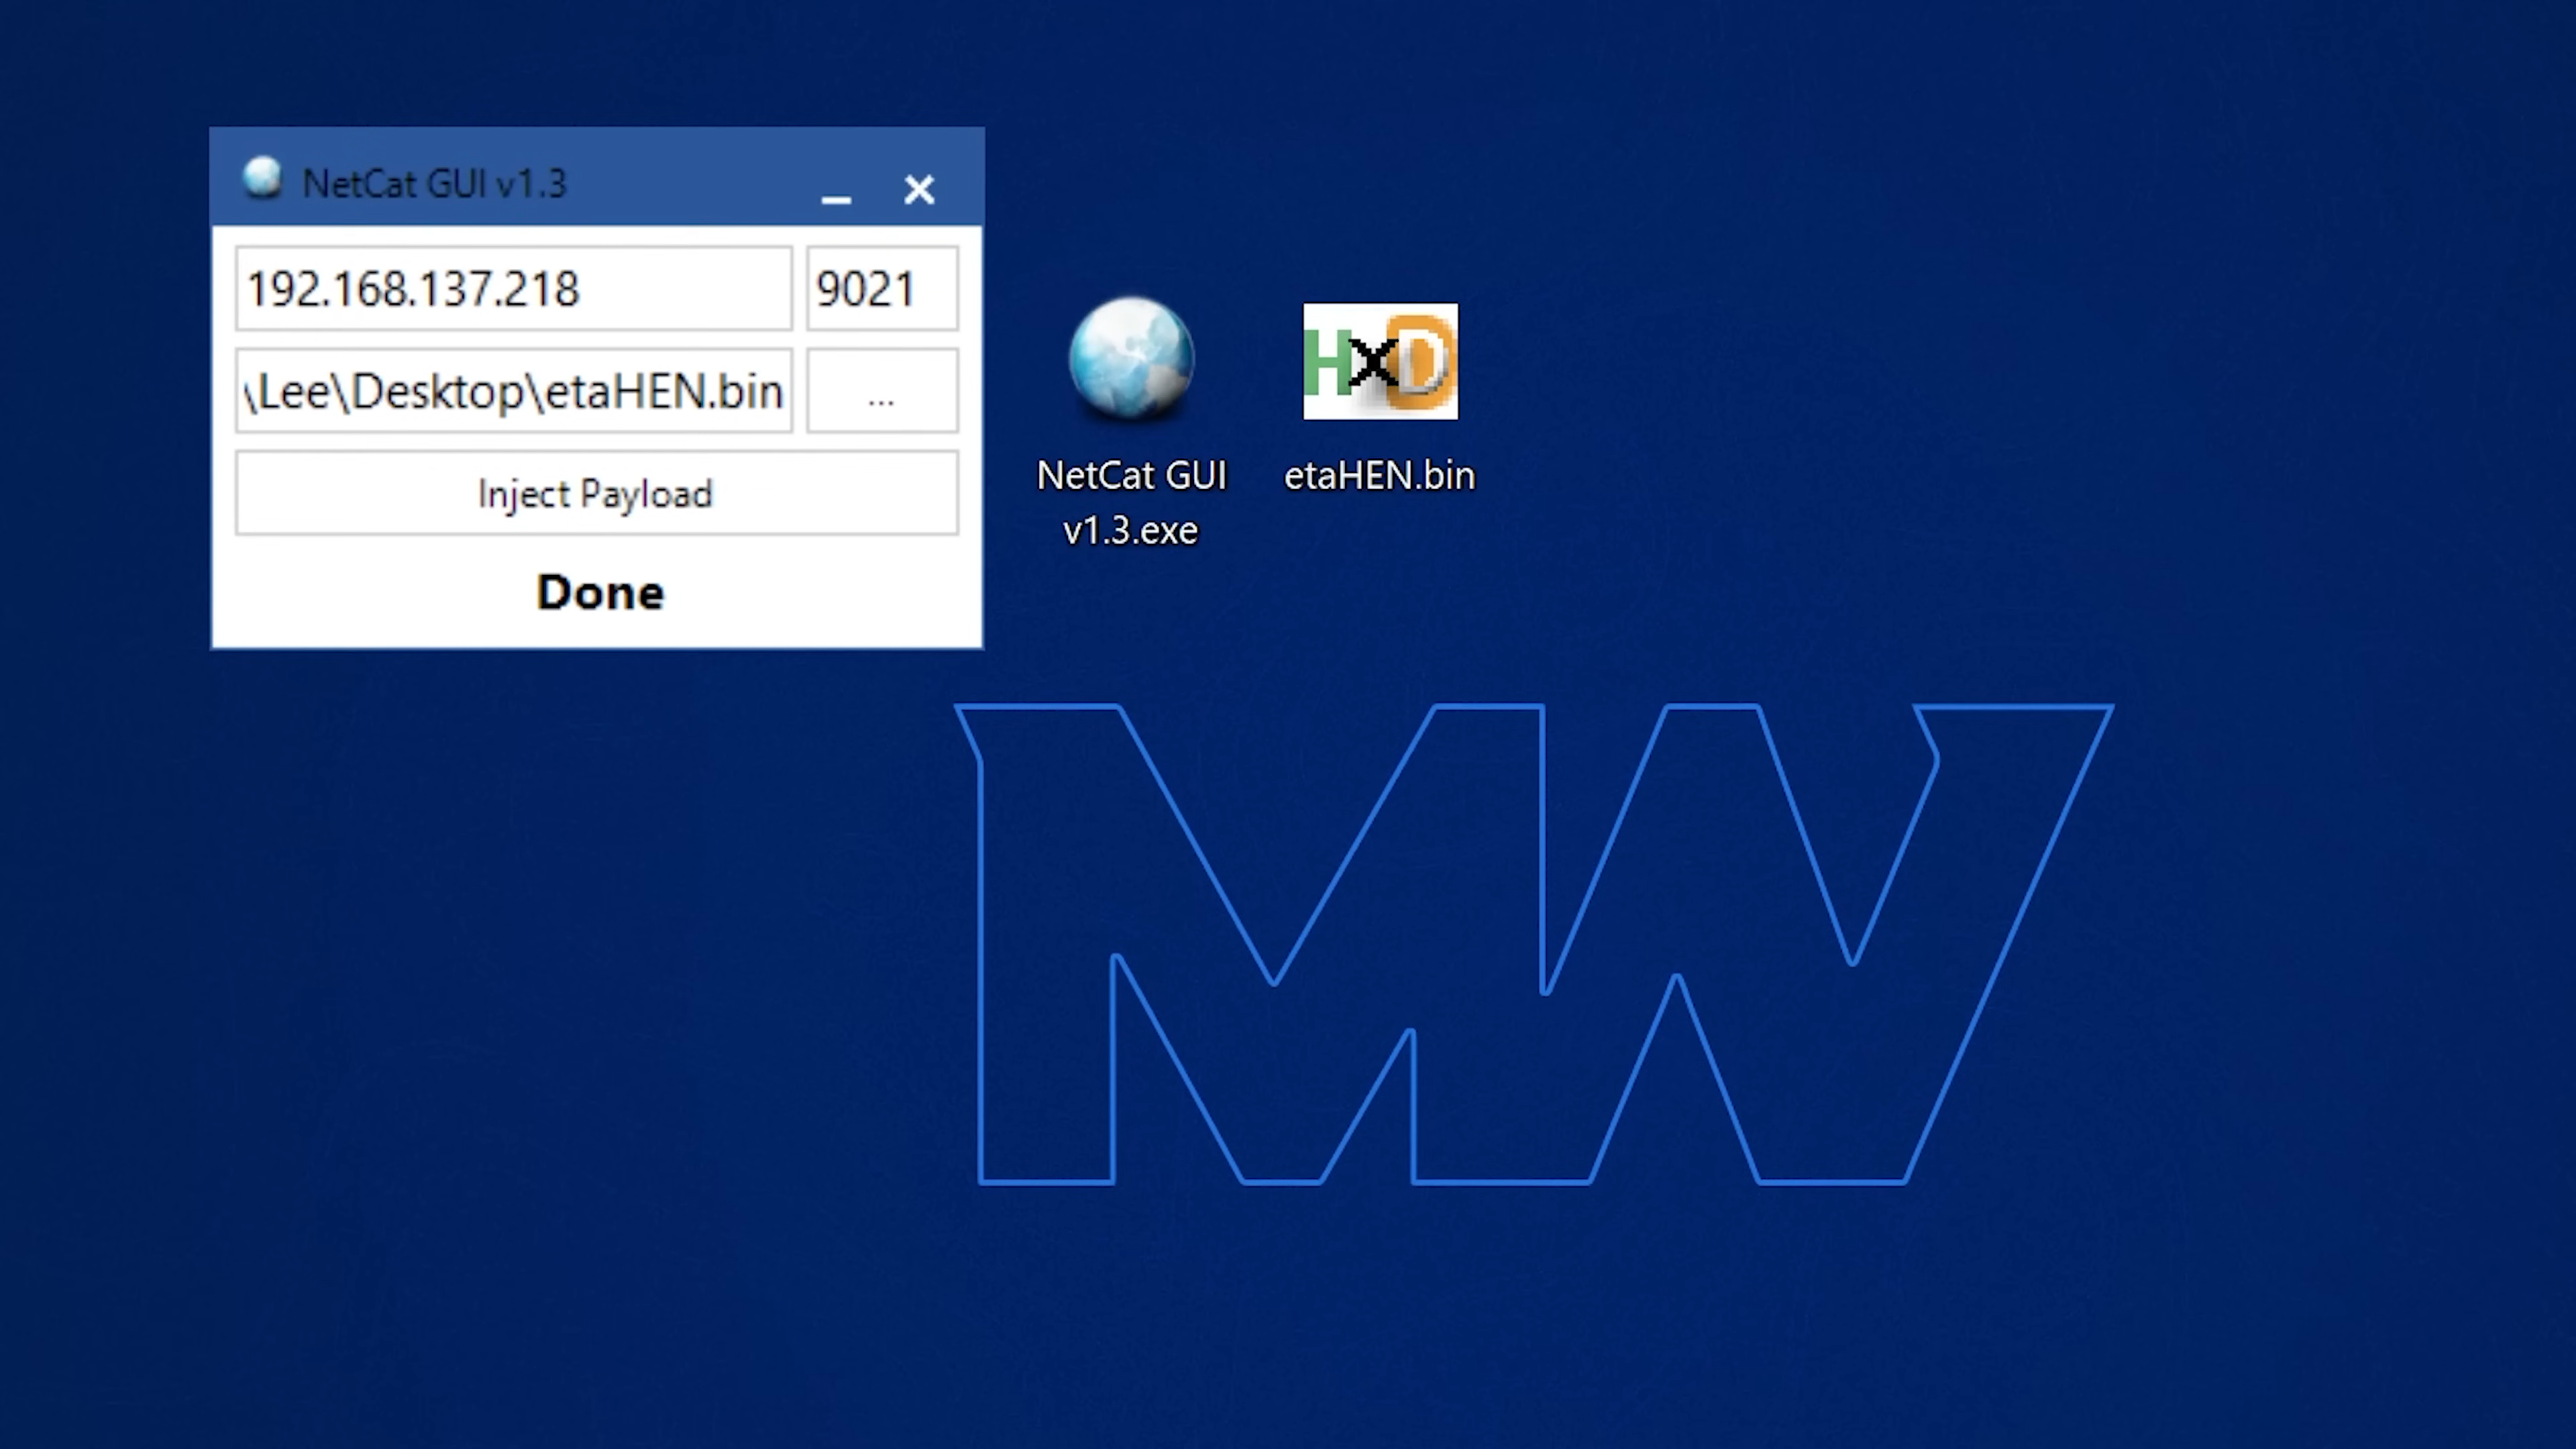 NetCat GUI v1.3
192.168.137.218 9021
\Lee\Desktop\etaHEN.bin ...
Inject Payload
Done
HxD
NetCat GUI
v1.3.exe
etaHEN.bin
MW